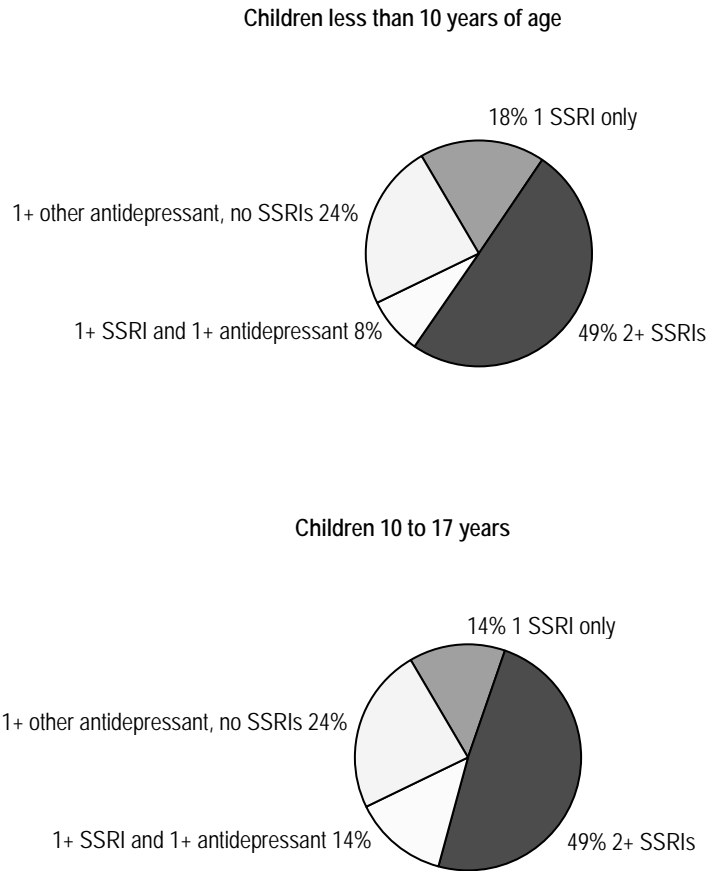 Children less than 10 years of age
18% 1 SSRI only
1+ other antidepressant, no SSRIs 24%
1+ SSRI and 1+ antidepressant 8%
49% 2+ SSRIs
Children 10 to 17 years
14% 1 SSRI only
1+ other antidepressant, no SSRIs 24%
1+ SSRI and 1+ antidepressant 14%
49% 2+ SSRIs